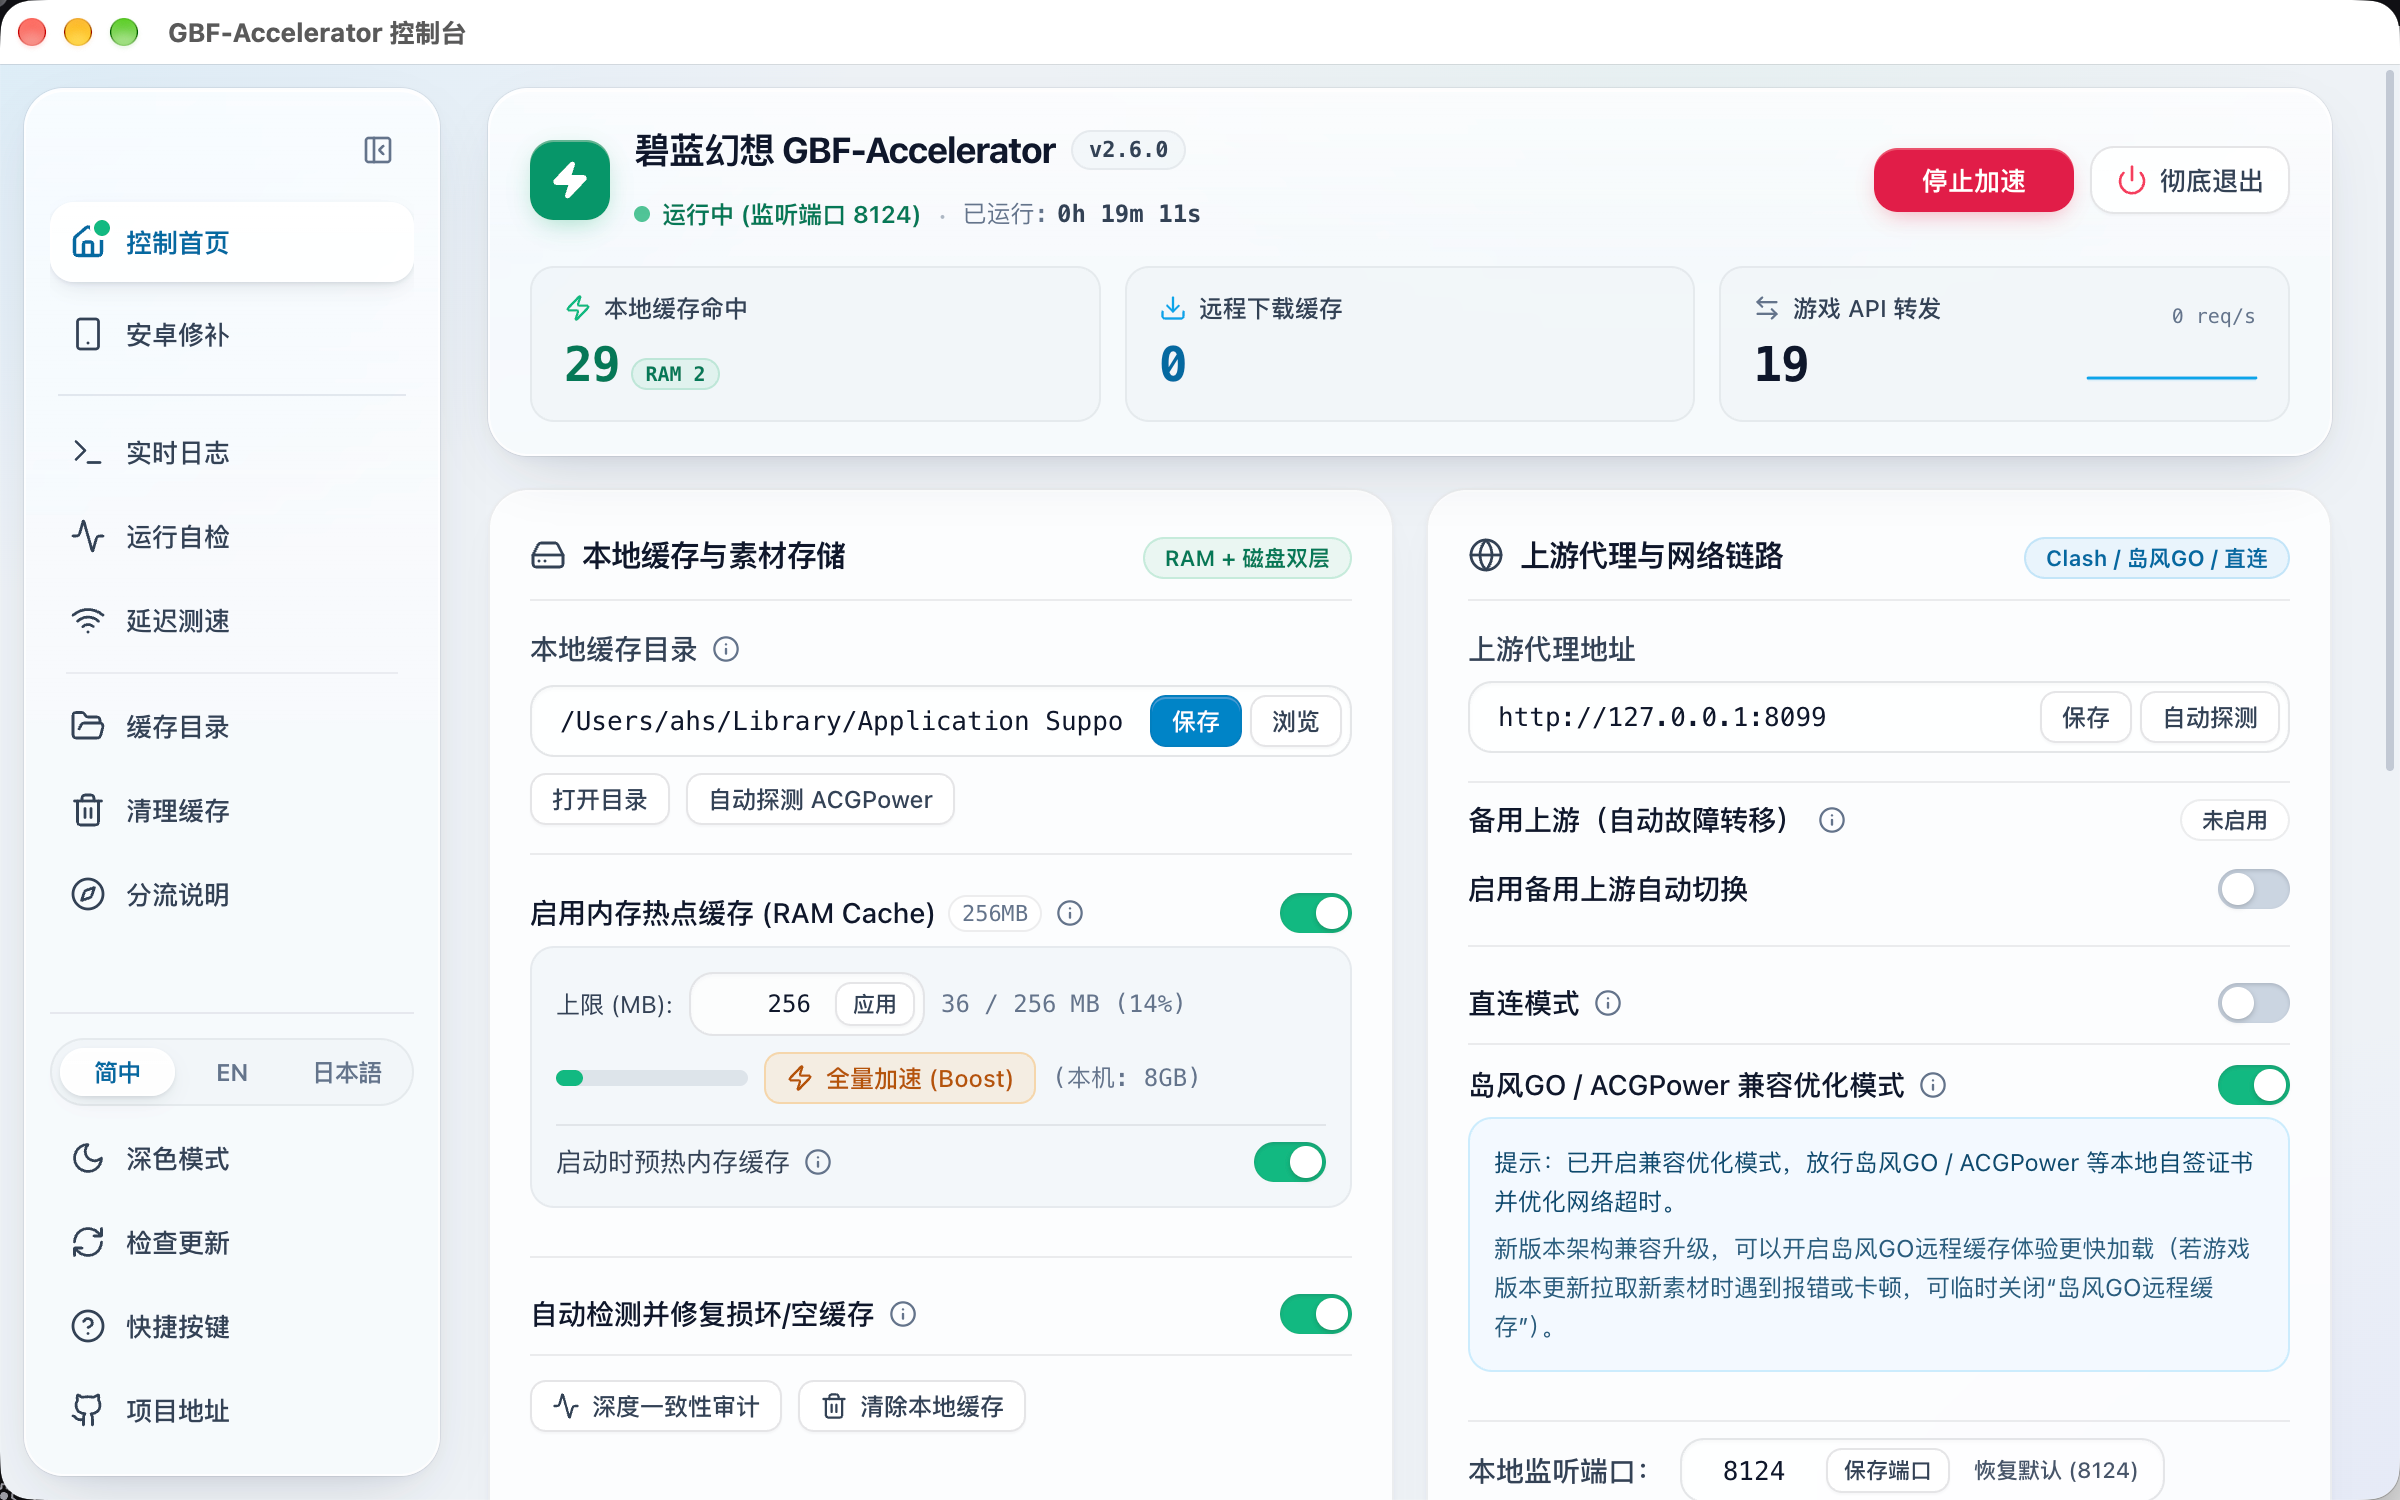 GBF-Accelerator 控制台
控制首页
安卓修补
实时日志
运行自检
延迟测速
缓存目录
清理缓存
分流说明
简中 EN 日本語
深色模式
检查更新
快捷按键
项目地址
碧蓝幻想 GBF-Accelerator v2.6.0
运行中 (监听端口 8124) · 已运行: 0h 19m 11s
停止加速 彻底退出
本地缓存命中
29 RAM 2
远程下载缓存
0
游戏 API 转发 0 req/s
19
本地缓存与素材存储 RAM + 磁盘双层
本地缓存目录
/Users/ahs/Library/Application Suppo 保存 浏览
打开目录 自动探测 ACGPower
启用内存热点缓存 (RAM Cache) 256MB
上限 (MB): 256 应用 36 / 256 MB (14%)
全量加速 (Boost) (本机: 8GB)
启动时预热内存缓存
自动检测并修复损坏/空缓存
深度一致性审计 清除本地缓存
上游代理与网络链路 Clash / 岛风GO / 直连
上游代理地址
http://127.0.0.1:8099 保存 自动探测
备用上游（自动故障转移） 未启用
启用备用上游自动切换
直连模式
岛风GO / ACGPower 兼容优化模式
提示：已开启兼容优化模式，放行岛风GO / ACGPower 等本地自签证书
并优化网络超时。
新版本架构兼容升级，可以开启岛风GO远程缓存体验更快加载（若游戏
版本更新拉取新素材时遇到报错或卡顿，可临时关闭“岛风GO远程缓
存”）。
本地监听端口： 8124 保存端口 恢复默认 (8124)